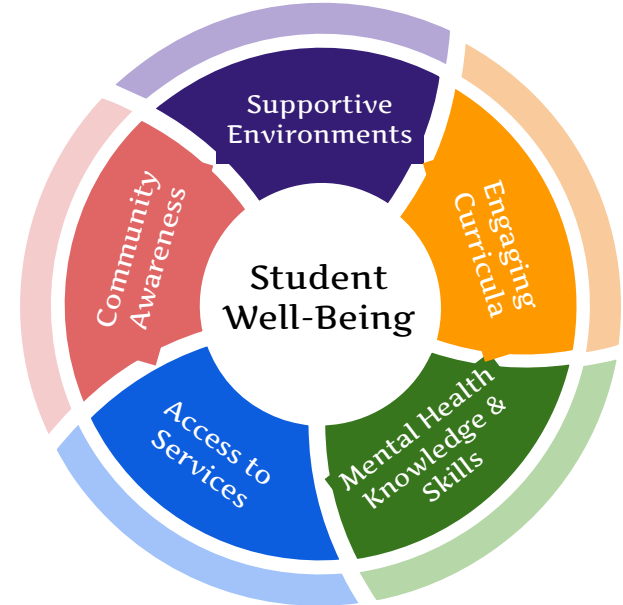 Supportive
Environments
Engaging
Curricula
Mental Health
Knowledge &
Skills
Access to
Services
Community
Awareness
Student
Well-Being